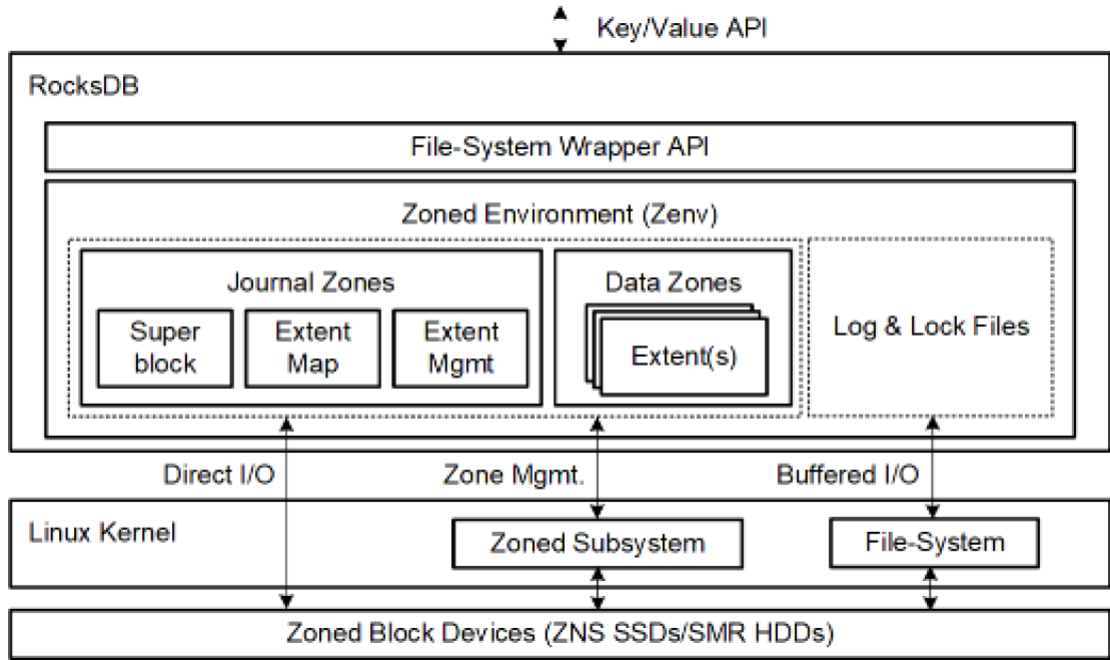 Key/Value API
RocksDB
File-System Wrapper API
Zoned Environment (Zenv)
Journal Zones
Super
block
Extent
Map
Extent
Mgmt
Data Zones
Extent(s)
Log & Lock Files
Direct I/O
Zone Mgmt.
Buffered I/O
Linux Kernel
Zoned Subsystem
File-System
Zoned Block Devices (ZNS SSDs/SMR HDDs)